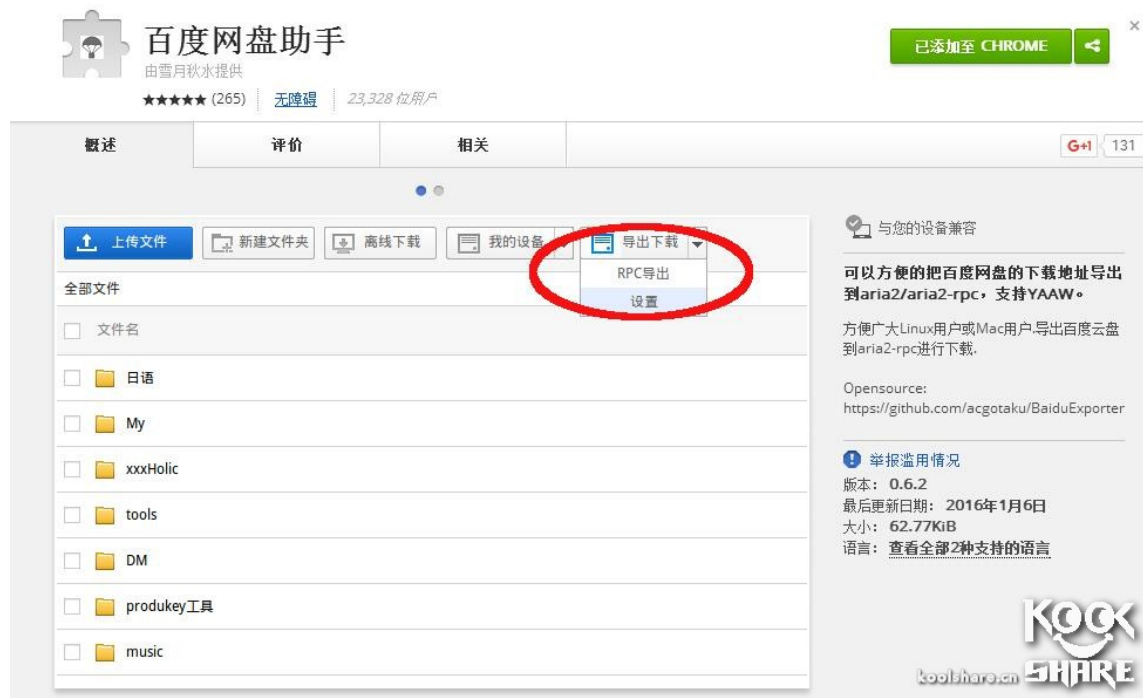 百度网盘助手
由雪月秋水提供
★★★★★ (265) 无障碍 23,328 位用户
已添加至 CHROME
概述 评价 相关
G+1 131
上传文件 新建文件夹 离线下载 我的设备 导出下载
RPC导出
设置
全部文件
文件名
日语
My
xxxHolic
tools
DM
produkey工具
music
与您的设备兼容
可以方便的把百度网盘的下载地址导出
到aria2/aria2-rpc，支持YAAW。
方便广大Linux用户或Mac用户.导出百度云盘
到aria2-rpc进行下载.
Opensource:
https://github.com/acgotaku/BaiduExporter
举报滥用情况
版本： 0.6.2
最后更新日期： 2016年1月6日
大小： 62.77KiB
语言： 查看全部2种支持的语言
KOOL
koolshare.cn SHARE